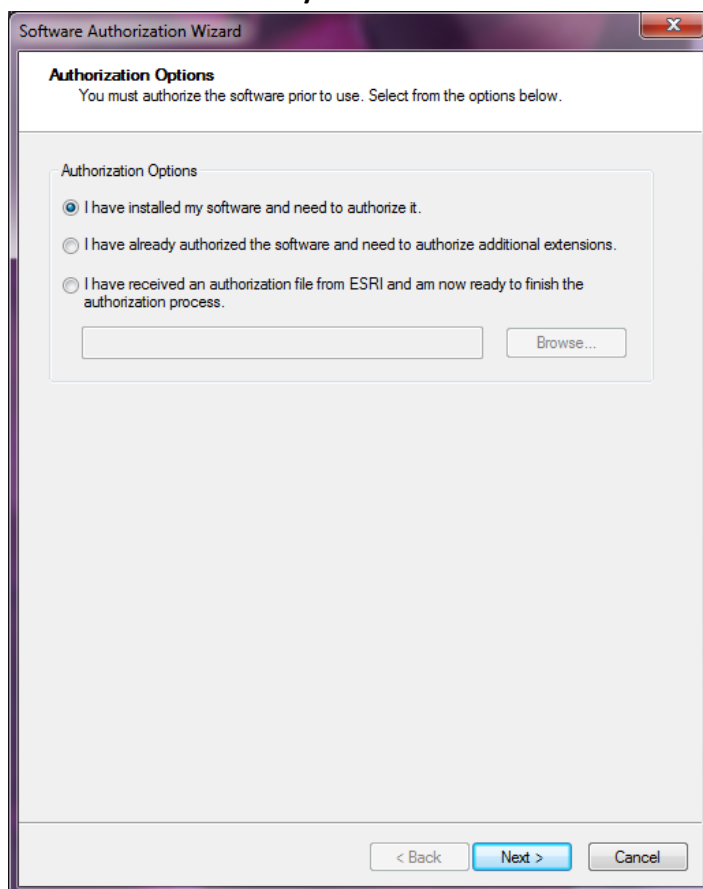 Software Authorization Wizard
Authorization Options
You must authorize the software prior to use. Select from the options below.
Authorization Options
I have installed my software and need to authorize it.
I have already authorized the software and need to authorize additional extensions.
I have received an authorization file from ESRI and am now ready to finish the
authorization process.
Browse...
< Back
Next >
Cancel